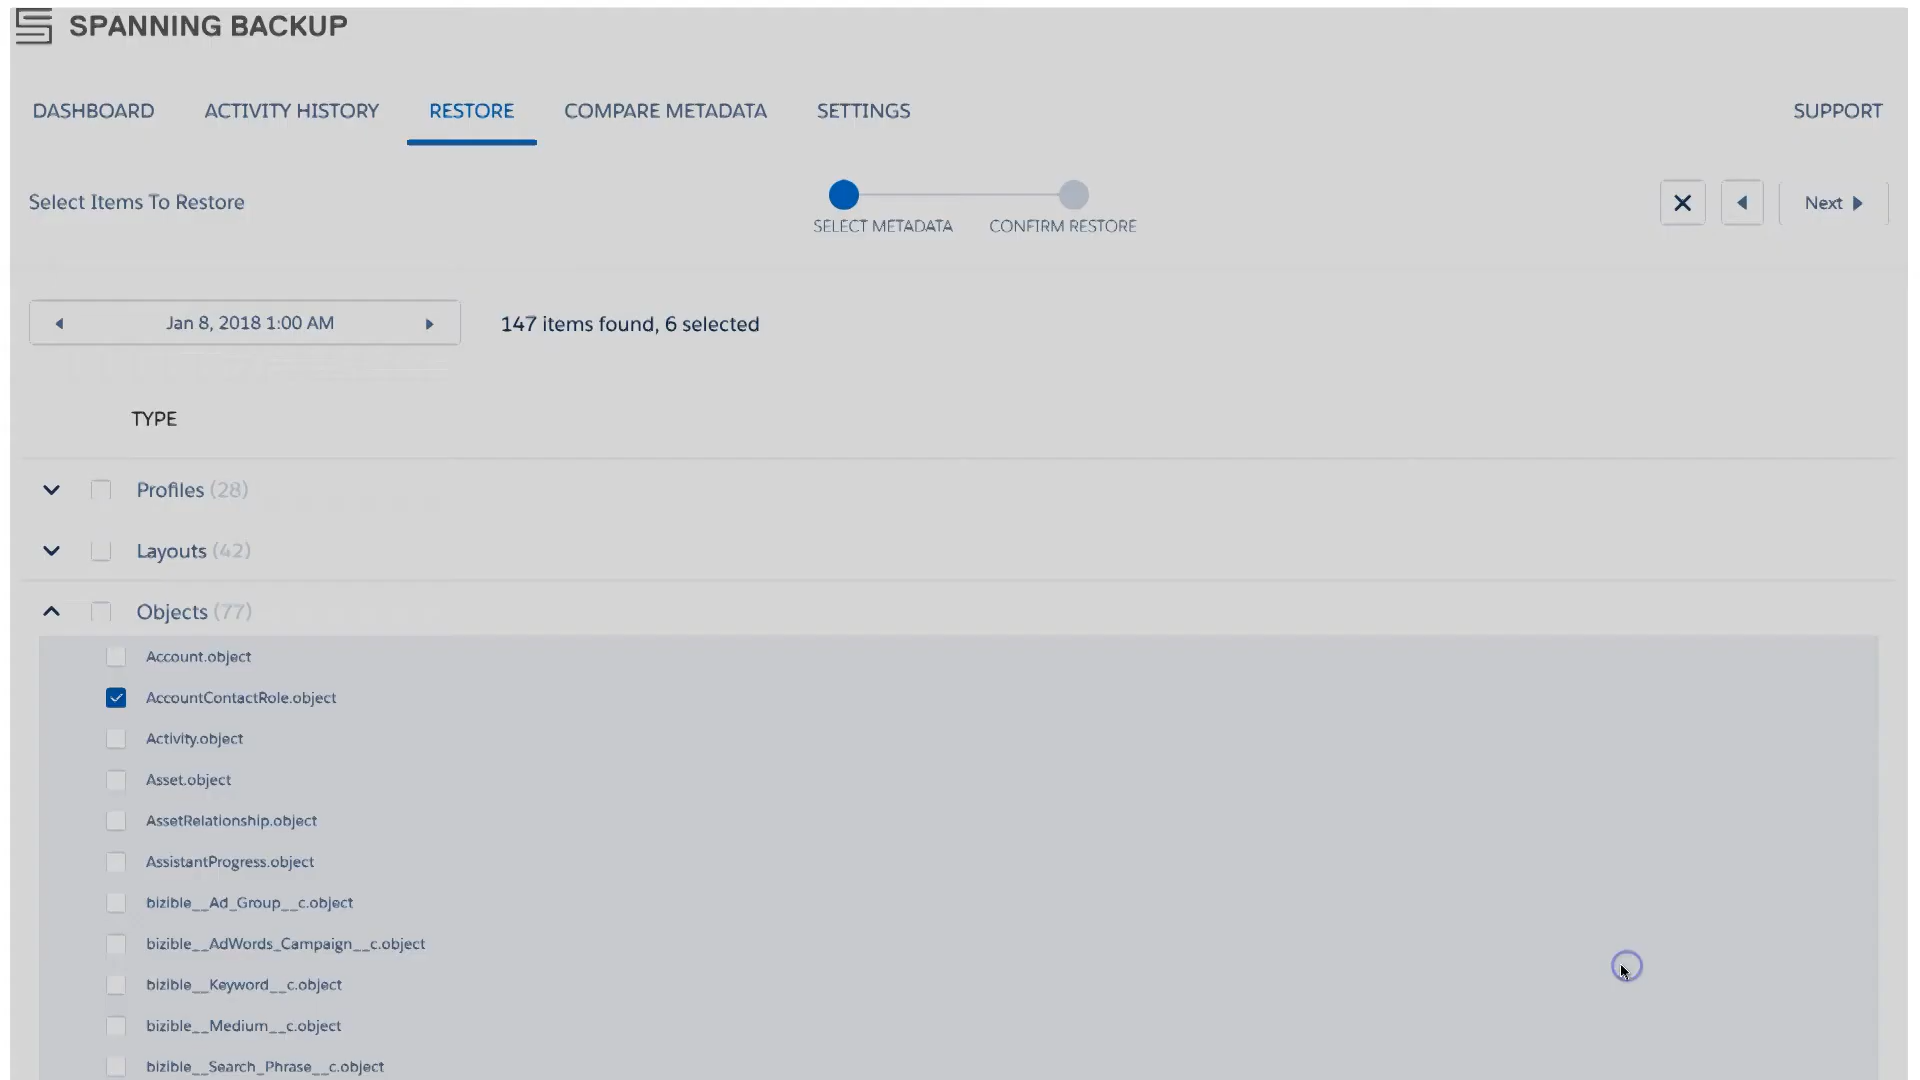 SPANNING BACKUP
DASHBOARD ACTIVITY HISTORY RESTORE COMPARE METADATA SETTINGS SUPPORT
Select Items To Restore
SELECT METADATA CONFIRM RESTORE
Next
Jan 8, 2018 1:00 AM 147 items found, 6 selected
TYPE
Profiles (28)
Layouts (42)
Objects (77)
Account.object
AccountContactRole.object
Activity.object
Asset.object
AssetRelationship.object
AssistantProgress.object
bizible__Ad_Group__c.object
bizible__AdWords_Campaign__c.object
bizible__Keyword__c.object
bizible__Medium__c.object
bizible__Search_Phrase__c.object